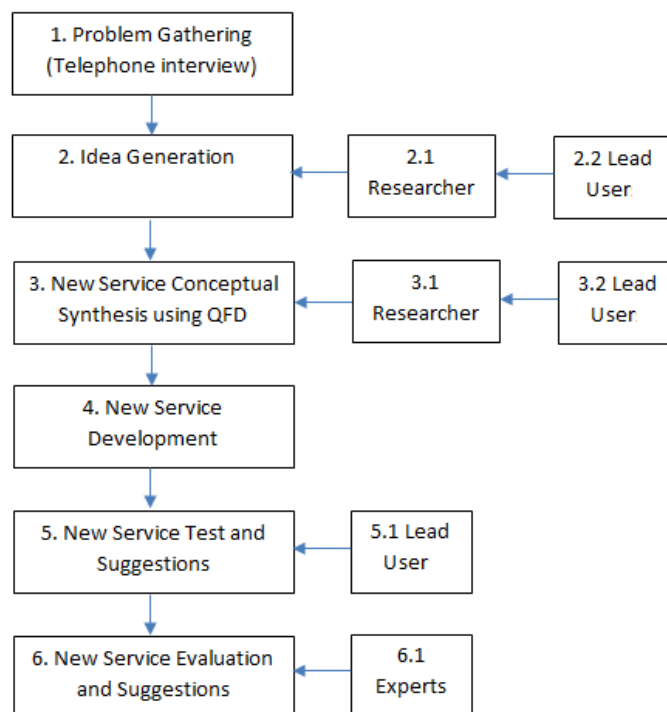 1. Problem Gathering
(Telephone interview)
2. Idea Generation
2.1
Researcher
2.2 Lead
User
3. New Service Conceptual
Synthesis using QFD
3.1
Researcher
3.2 Lead
User
4. New Service
Development
5. New Service Test and
Suggestions
5.1 Lead
User
6. New Service Evaluation
and Suggestions
6.1
Experts